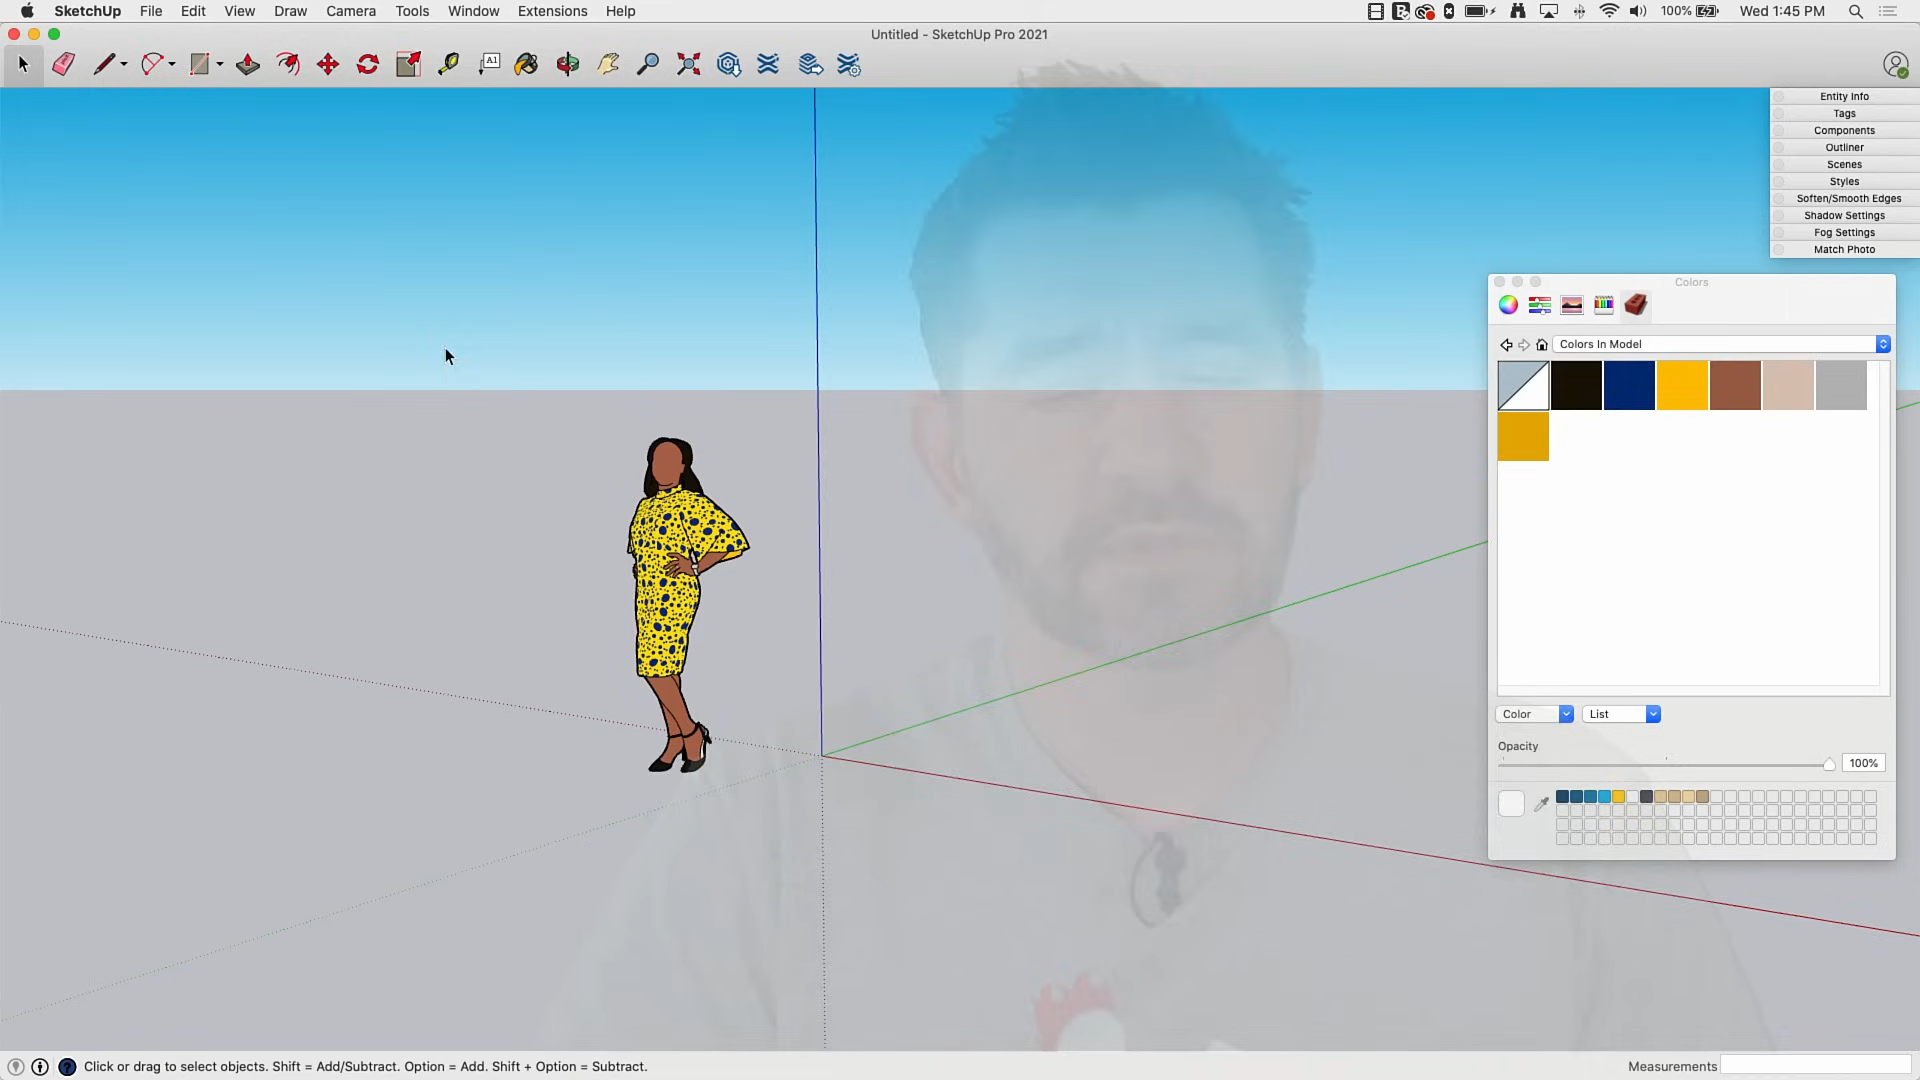 SketchUp File Edit View Draw Camera Tools Window Extensions Help 100% Wed 1:45 PM
Untitled - SketchUp Pro 2021
A1
Entity Info
Tags
Components
Outliner
Scenes
Styles
Soften/Smooth Edges
Shadow Settings
Fog Settings
Match Photo
Colors
Colors In Model
Color List
Opacity
100%
Click or drag to select objects. Shift = Add/Subtract. Option = Add. Shift + Option = Subtract. Measurements